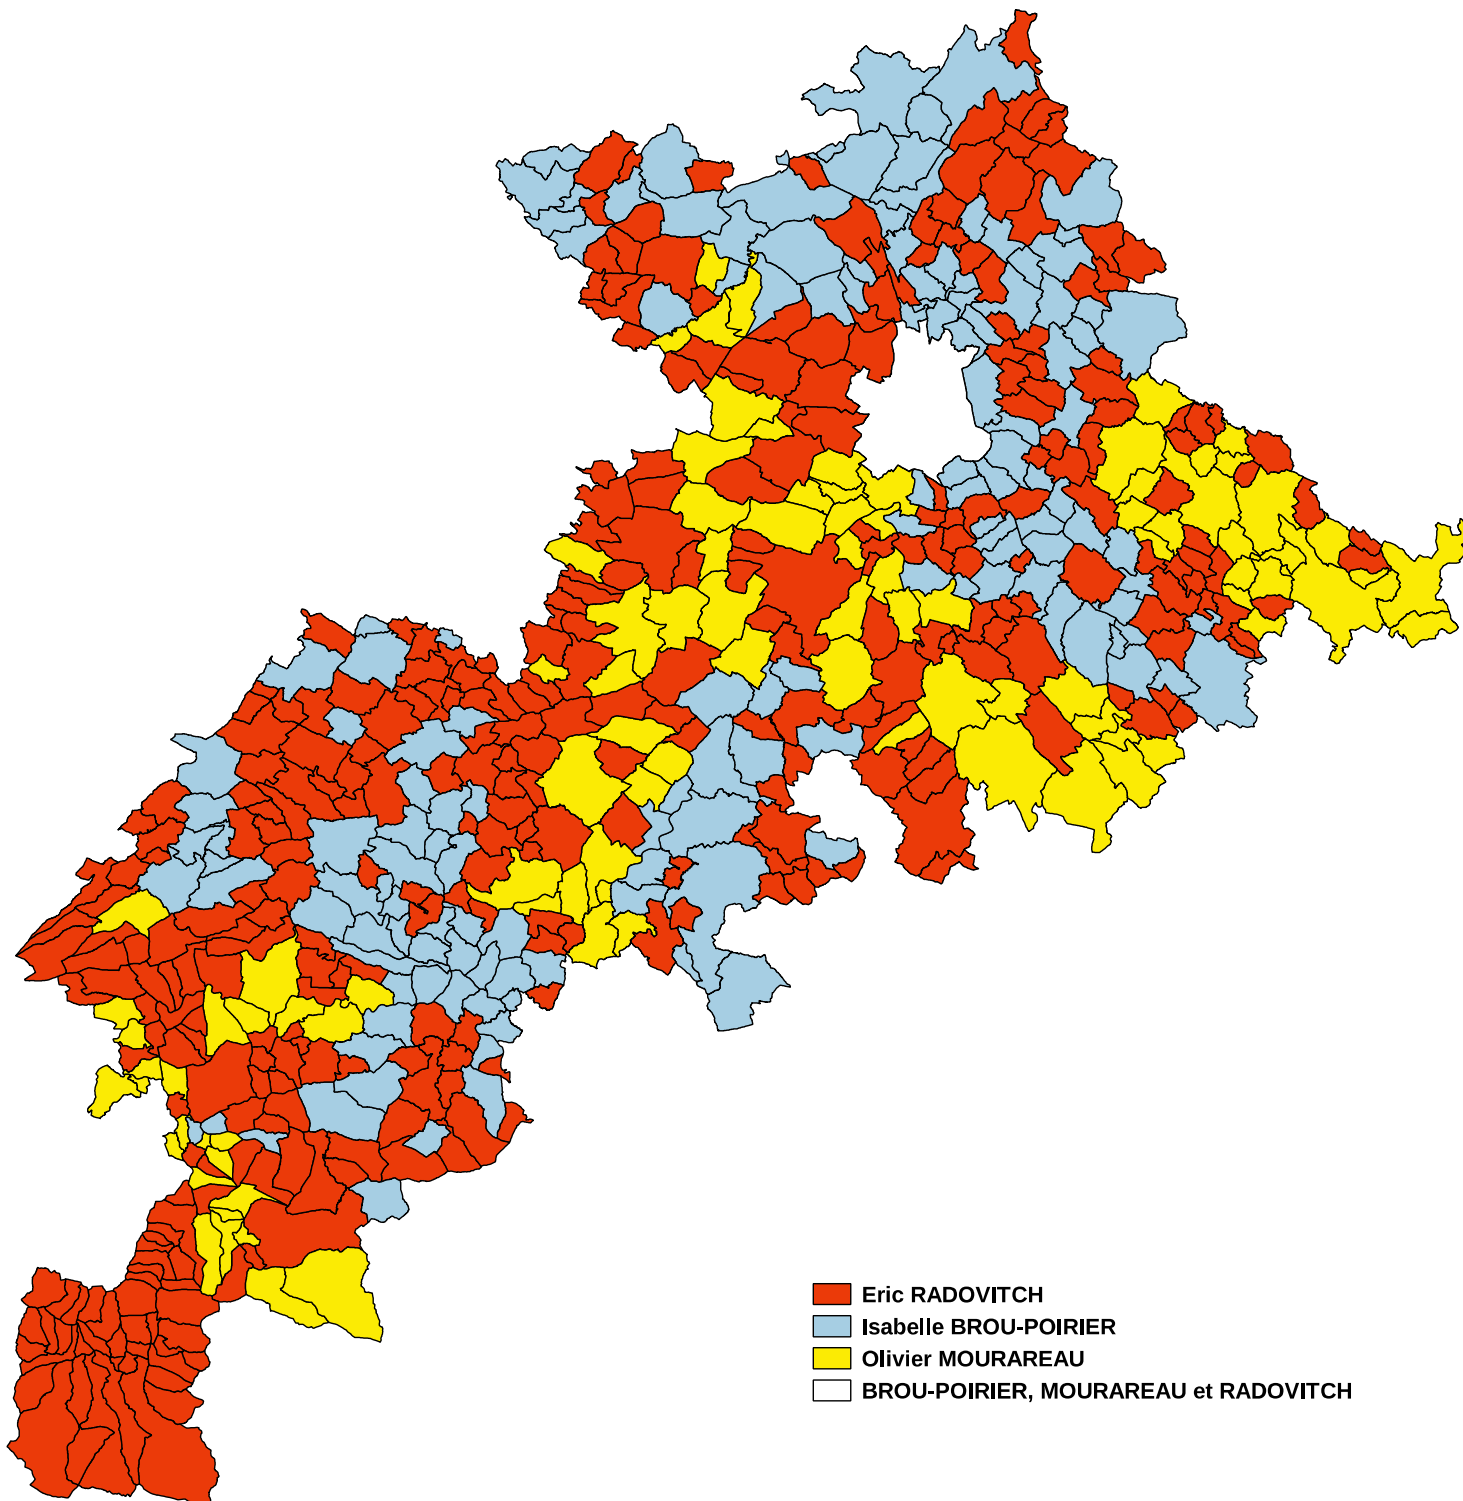 Eric RADOVITCH
Isabelle BROU-POIRIER
Olivier MOURAREAU
BROU-POIRIER, MOURAREAU et RADOVITCH